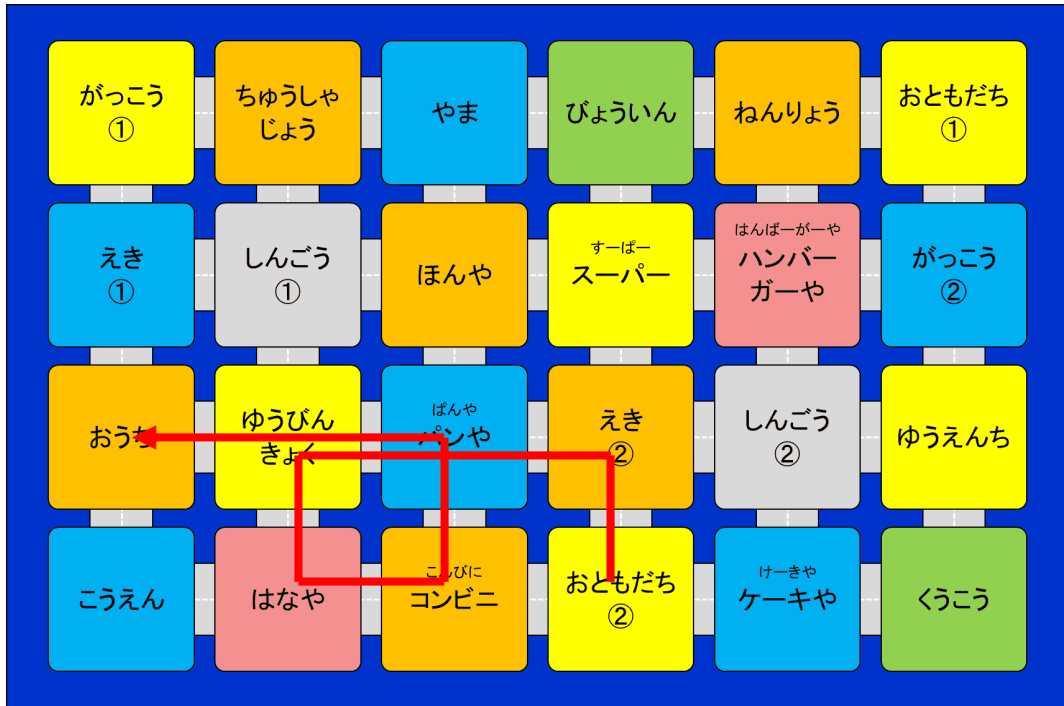 がっこう
①
ちゅうしゃ
じょう
やま
びょういん
ねんりょう
おともだち
①
えき
①
しんごう
①
ほんや
すーぱー
スーパー
はんばーがーや
ハンバー
ガーや
がっこう
②
おうち
ゆうびん
きょく
ぱんや
パンや
えき
②
しんごう
②
ゆうえんち
こうえん
はなや
こんびに
コンビニ
おともだち
②
けーきや
ケーキや
くうこう